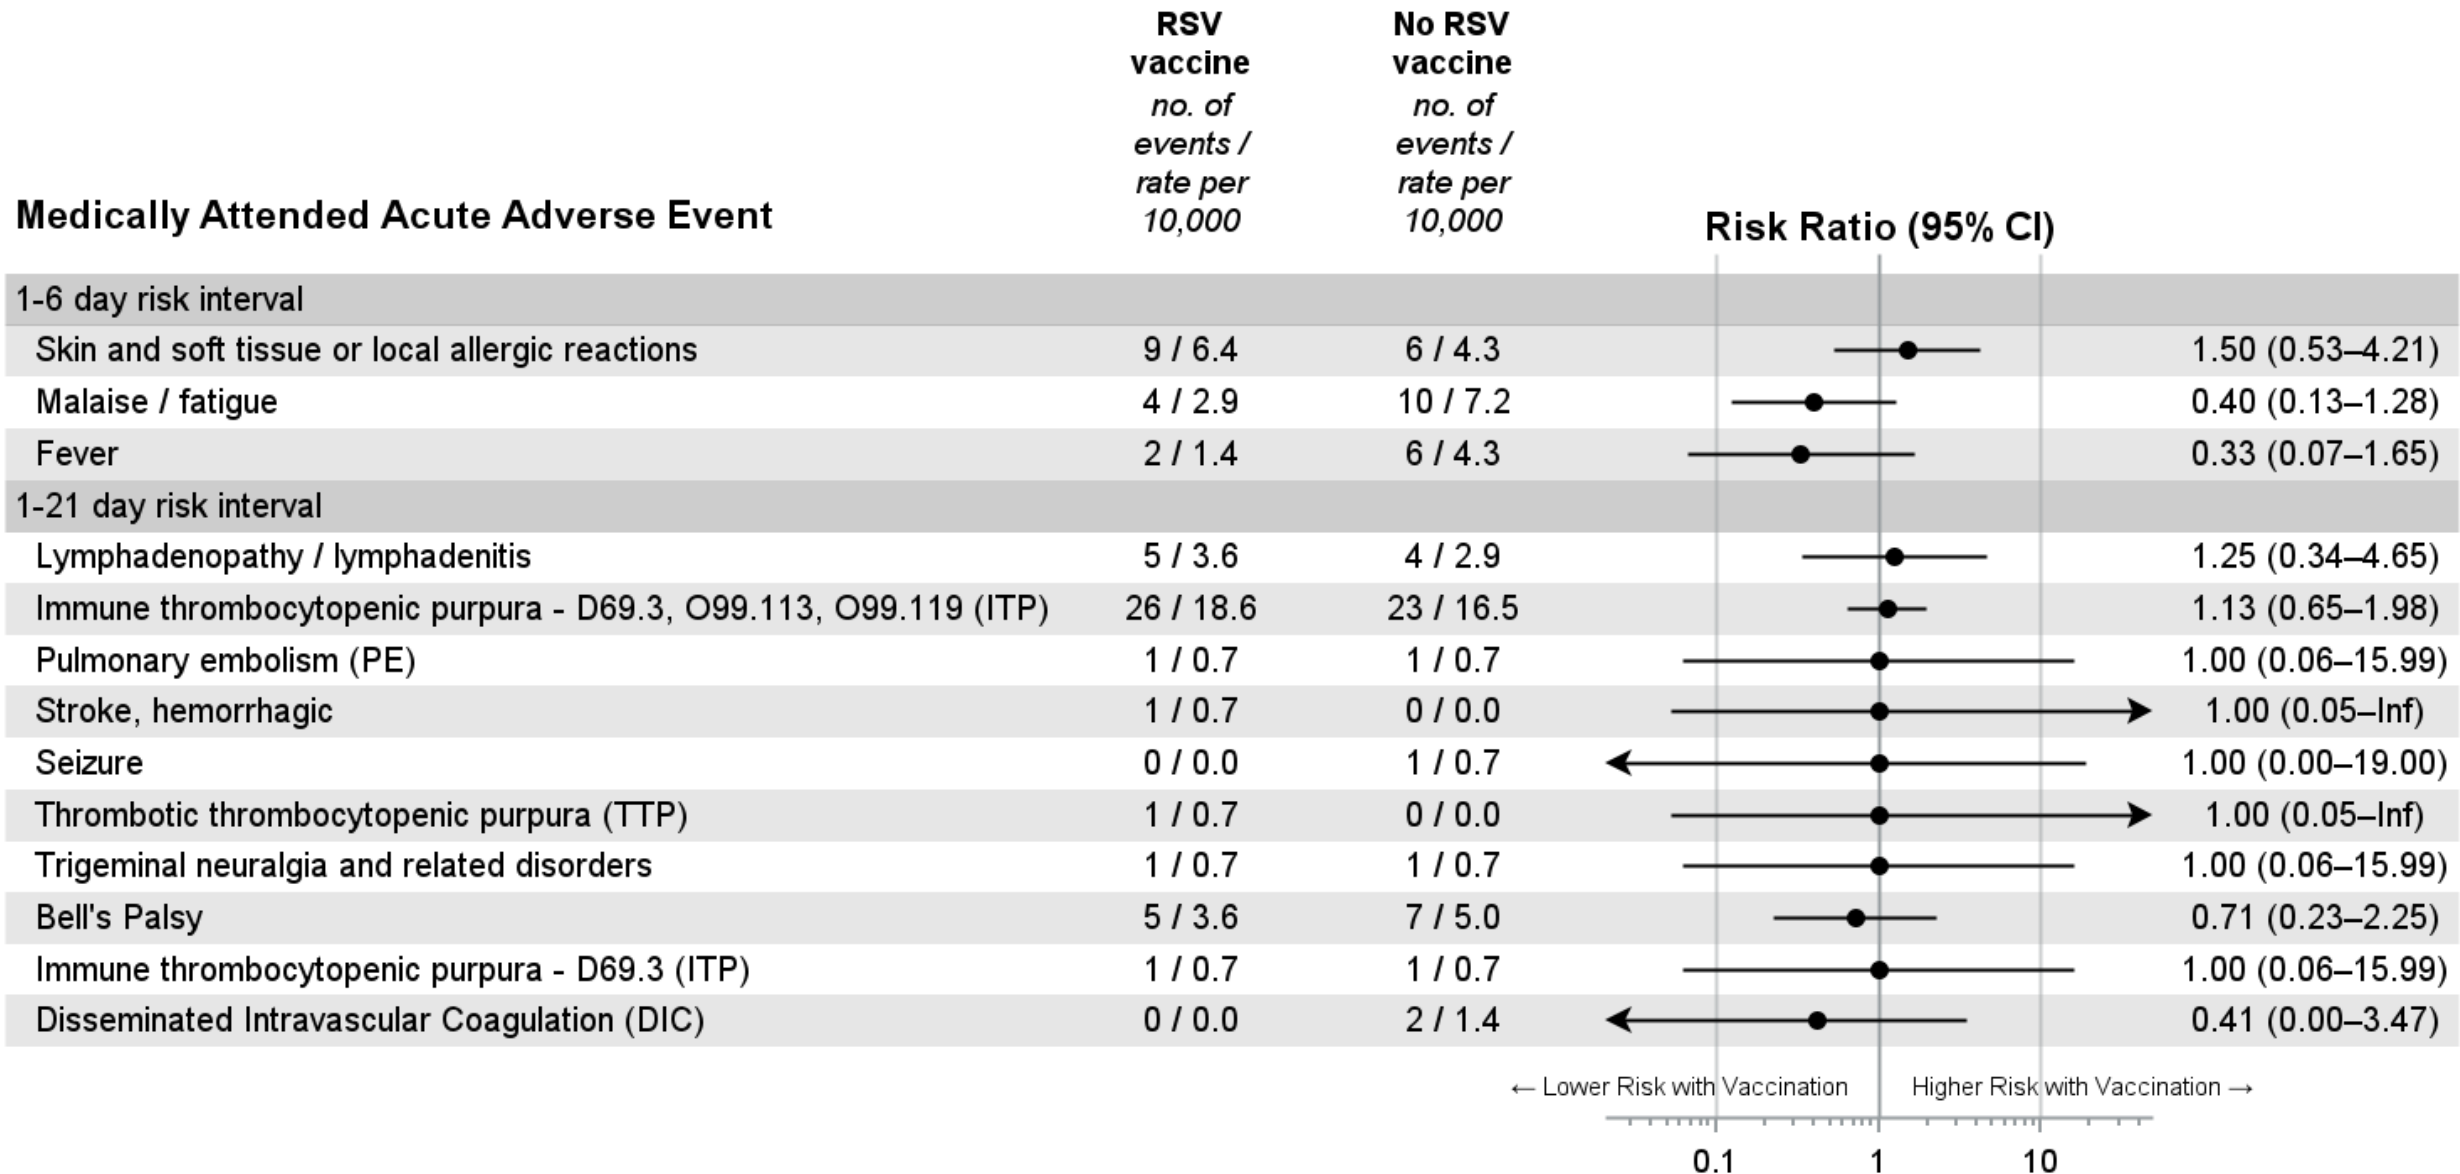 RSV vaccine no. of events / rate per 10,000
No RSV vaccine no. of events / rate per 10,000
Medically Attended Acute Adverse Event
Risk Ratio (95% CI)
1-6 day risk interval
Skin and soft tissue or local allergic reactions 9 / 6.4 6 / 4.3 1.50 (0.53–4.21)
Malaise / fatigue 4 / 2.9 10 / 7.2 0.40 (0.13–1.28)
Fever 2 / 1.4 6 / 4.3 0.33 (0.07–1.65)
1-21 day risk interval
Lymphadenopathy / lymphadenitis 5 / 3.6 4 / 2.9 1.25 (0.34–4.65)
Immune thrombocytopenic purpura - D69.3, O99.113, O99.119 (ITP) 26 / 18.6 23 / 16.5 1.13 (0.65–1.98)
Pulmonary embolism (PE) 1 / 0.7 1 / 0.7 1.00 (0.06–15.99)
Stroke, hemorrhagic 1 / 0.7 0 / 0.0 1.00 (0.05–Inf)
Seizure 0 / 0.0 1 / 0.7 1.00 (0.00–19.00)
Thrombotic thrombocytopenic purpura (TTP) 1 / 0.7 0 / 0.0 1.00 (0.05–Inf)
Trigeminal neuralgia and related disorders 1 / 0.7 1 / 0.7 1.00 (0.06–15.99)
Bell's Palsy 5 / 3.6 7 / 5.0 0.71 (0.23–2.25)
Immune thrombocytopenic purpura - D69.3 (ITP) 1 / 0.7 1 / 0.7 1.00 (0.06–15.99)
Disseminated Intravascular Coagulation (DIC) 0 / 0.0 2 / 1.4 0.41 (0.00–3.47)
← Lower Risk with Vaccination Higher Risk with Vaccination →
0.1 1 10